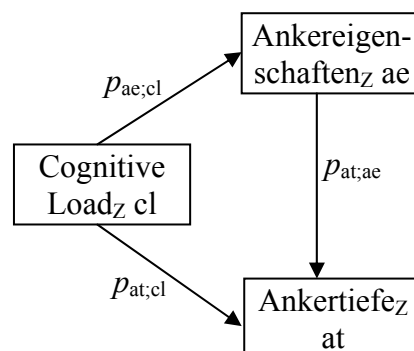 Ankereigen-
schaften_Z ae
p_ae;cl
Cognitive
Load_Z cl
p_at;ae
p_at;cl
Ankertiefe_Z
at